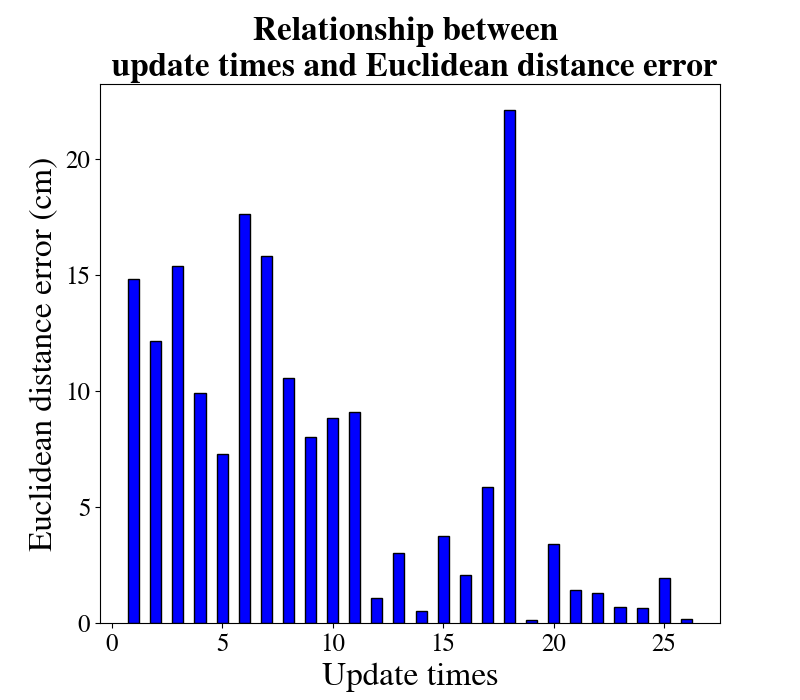 Relationship between
update times and Euclidean distance error
Euclidean distance error (cm)
20
15
10
5
0
0 5 10 15 20 25
Update times